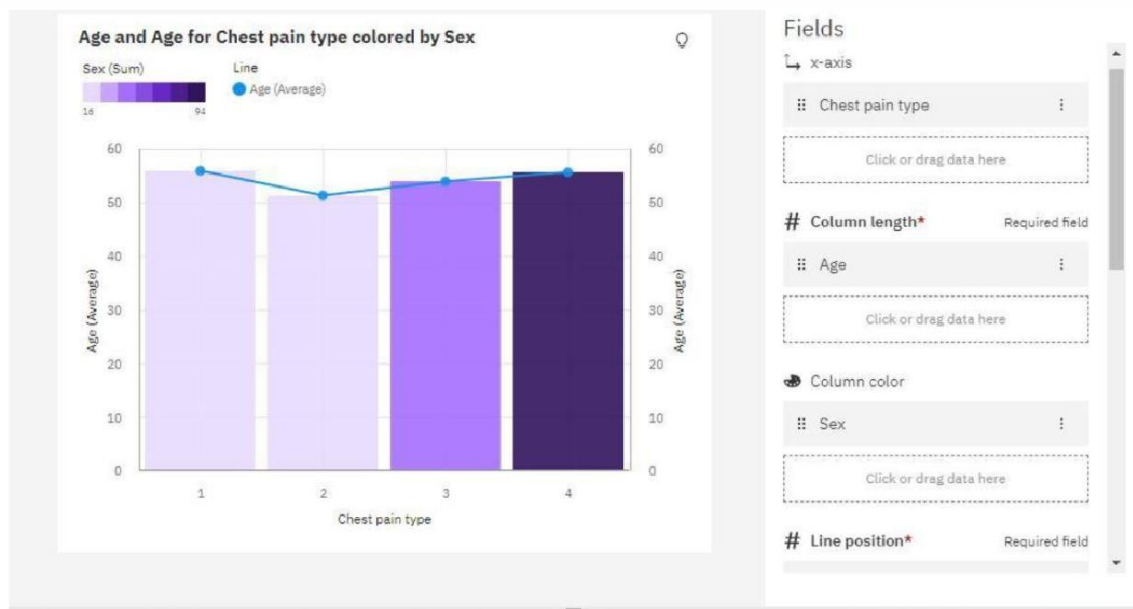 Age and Age for Chest pain type colored by Sex
Sex (Sum)
16 94
Line
Age (Average)
60
50
40
30
20
10
0
Age (Average)
60
50
40
30
20
10
0
Age (Average)
1 2 3 4
Chest pain type
Fields
x-axis
Chest pain type
Click or drag data here
# Column length* Required field
Age
Click or drag data here
Column color
Sex
Click or drag data here
# Line position* Required field